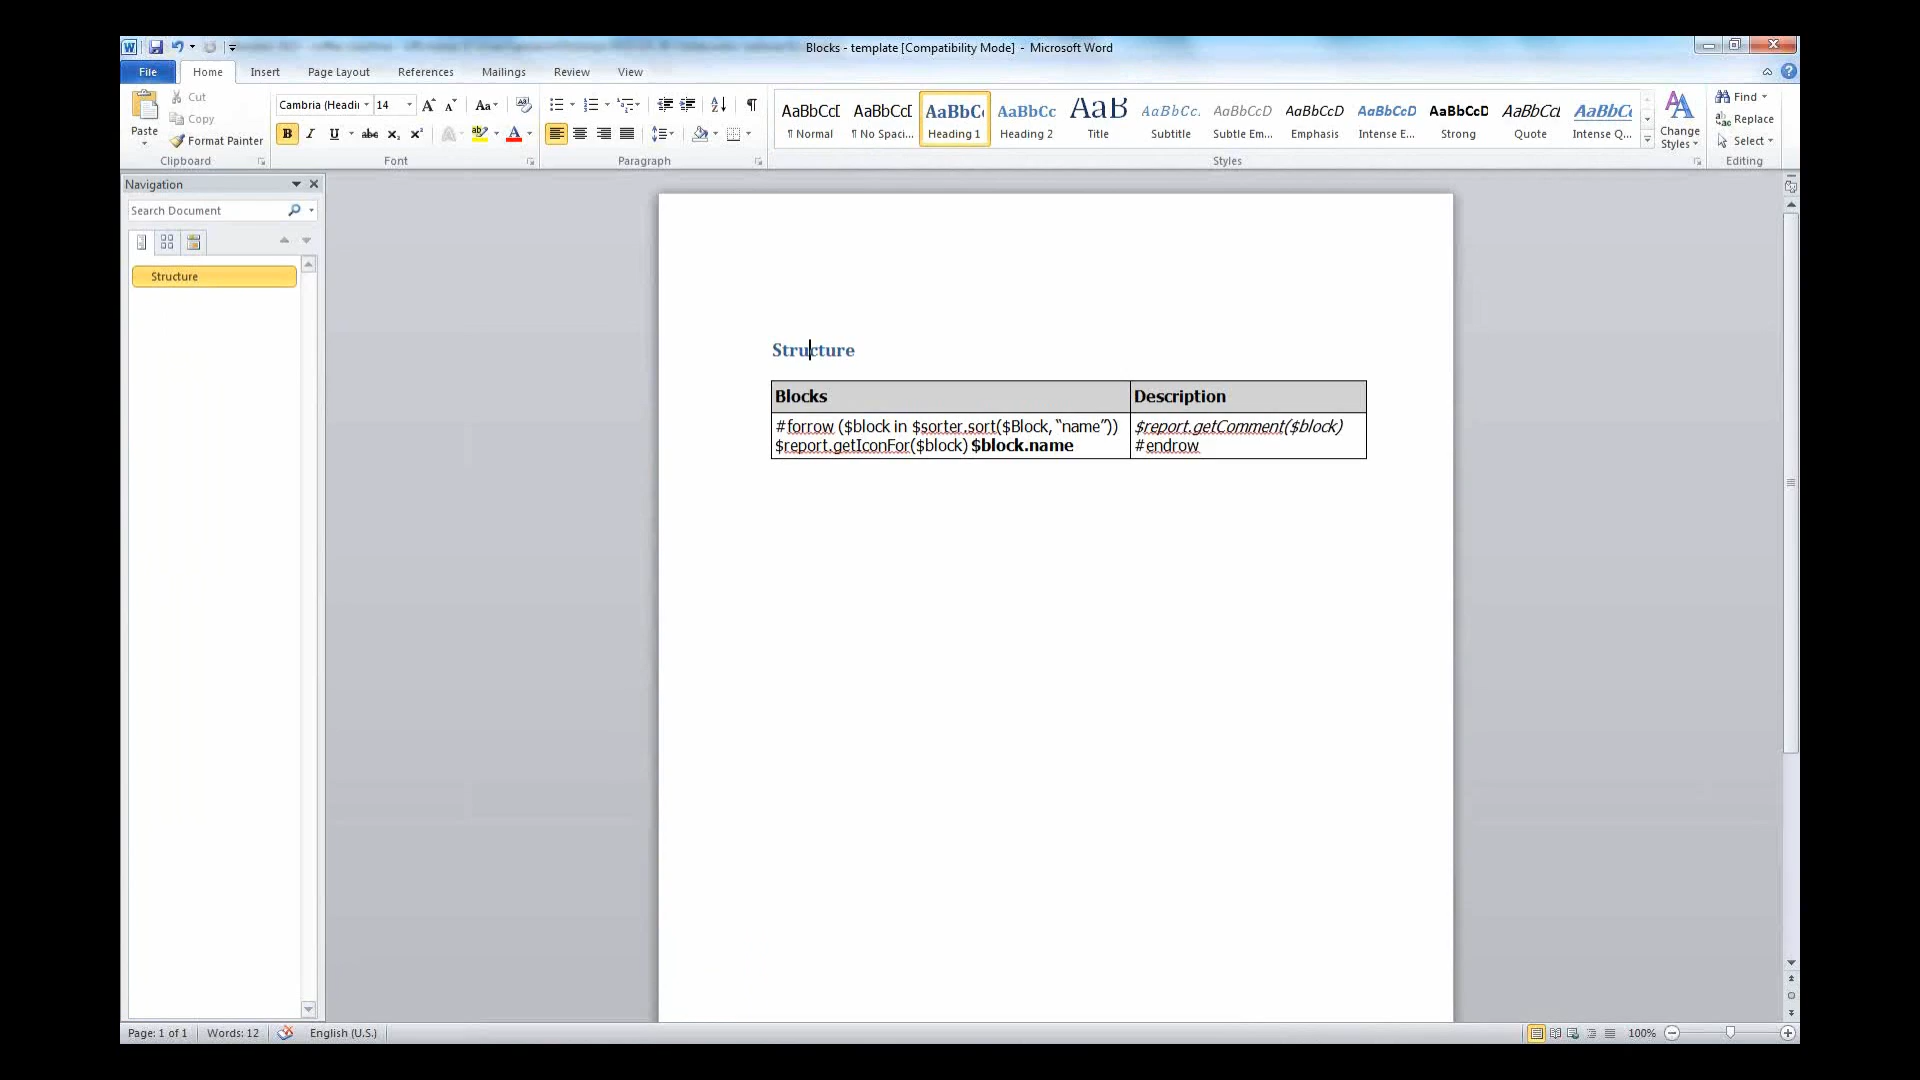 Blocks - template [Compatibility Mode] - Microsoft Word
File Home Insert Page Layout References Mailings Review View
Paste
Cut
Copy
Format Painter
Clipboard
Cambria (Headi 14
Font
Paragraph
AaBbCcI AaBbCcI AaBbC AaBbCc AaB AaBbCc. AaBbCcD AaBbCcD AaBbCcD AaBbCcD AaBbCcI AaBbCc
¶ Normal ¶ No Spaci... Heading 1 Heading 2 Title Subtitle Subtle Em... Emphasis Intense E... Strong Quote Intense Q...
Change
Styles
Styles
Find
Replace
Select
Editing
Navigation
Search Document
Structure
Structure
Blocks Description
#forrow ($block in $sorter.sort($Block, “name”)) $report.getComment($block)
$report.getIconFor($block) $block.name #endrow
Page: 1 of 1 Words: 12 English (U.S.) 100%